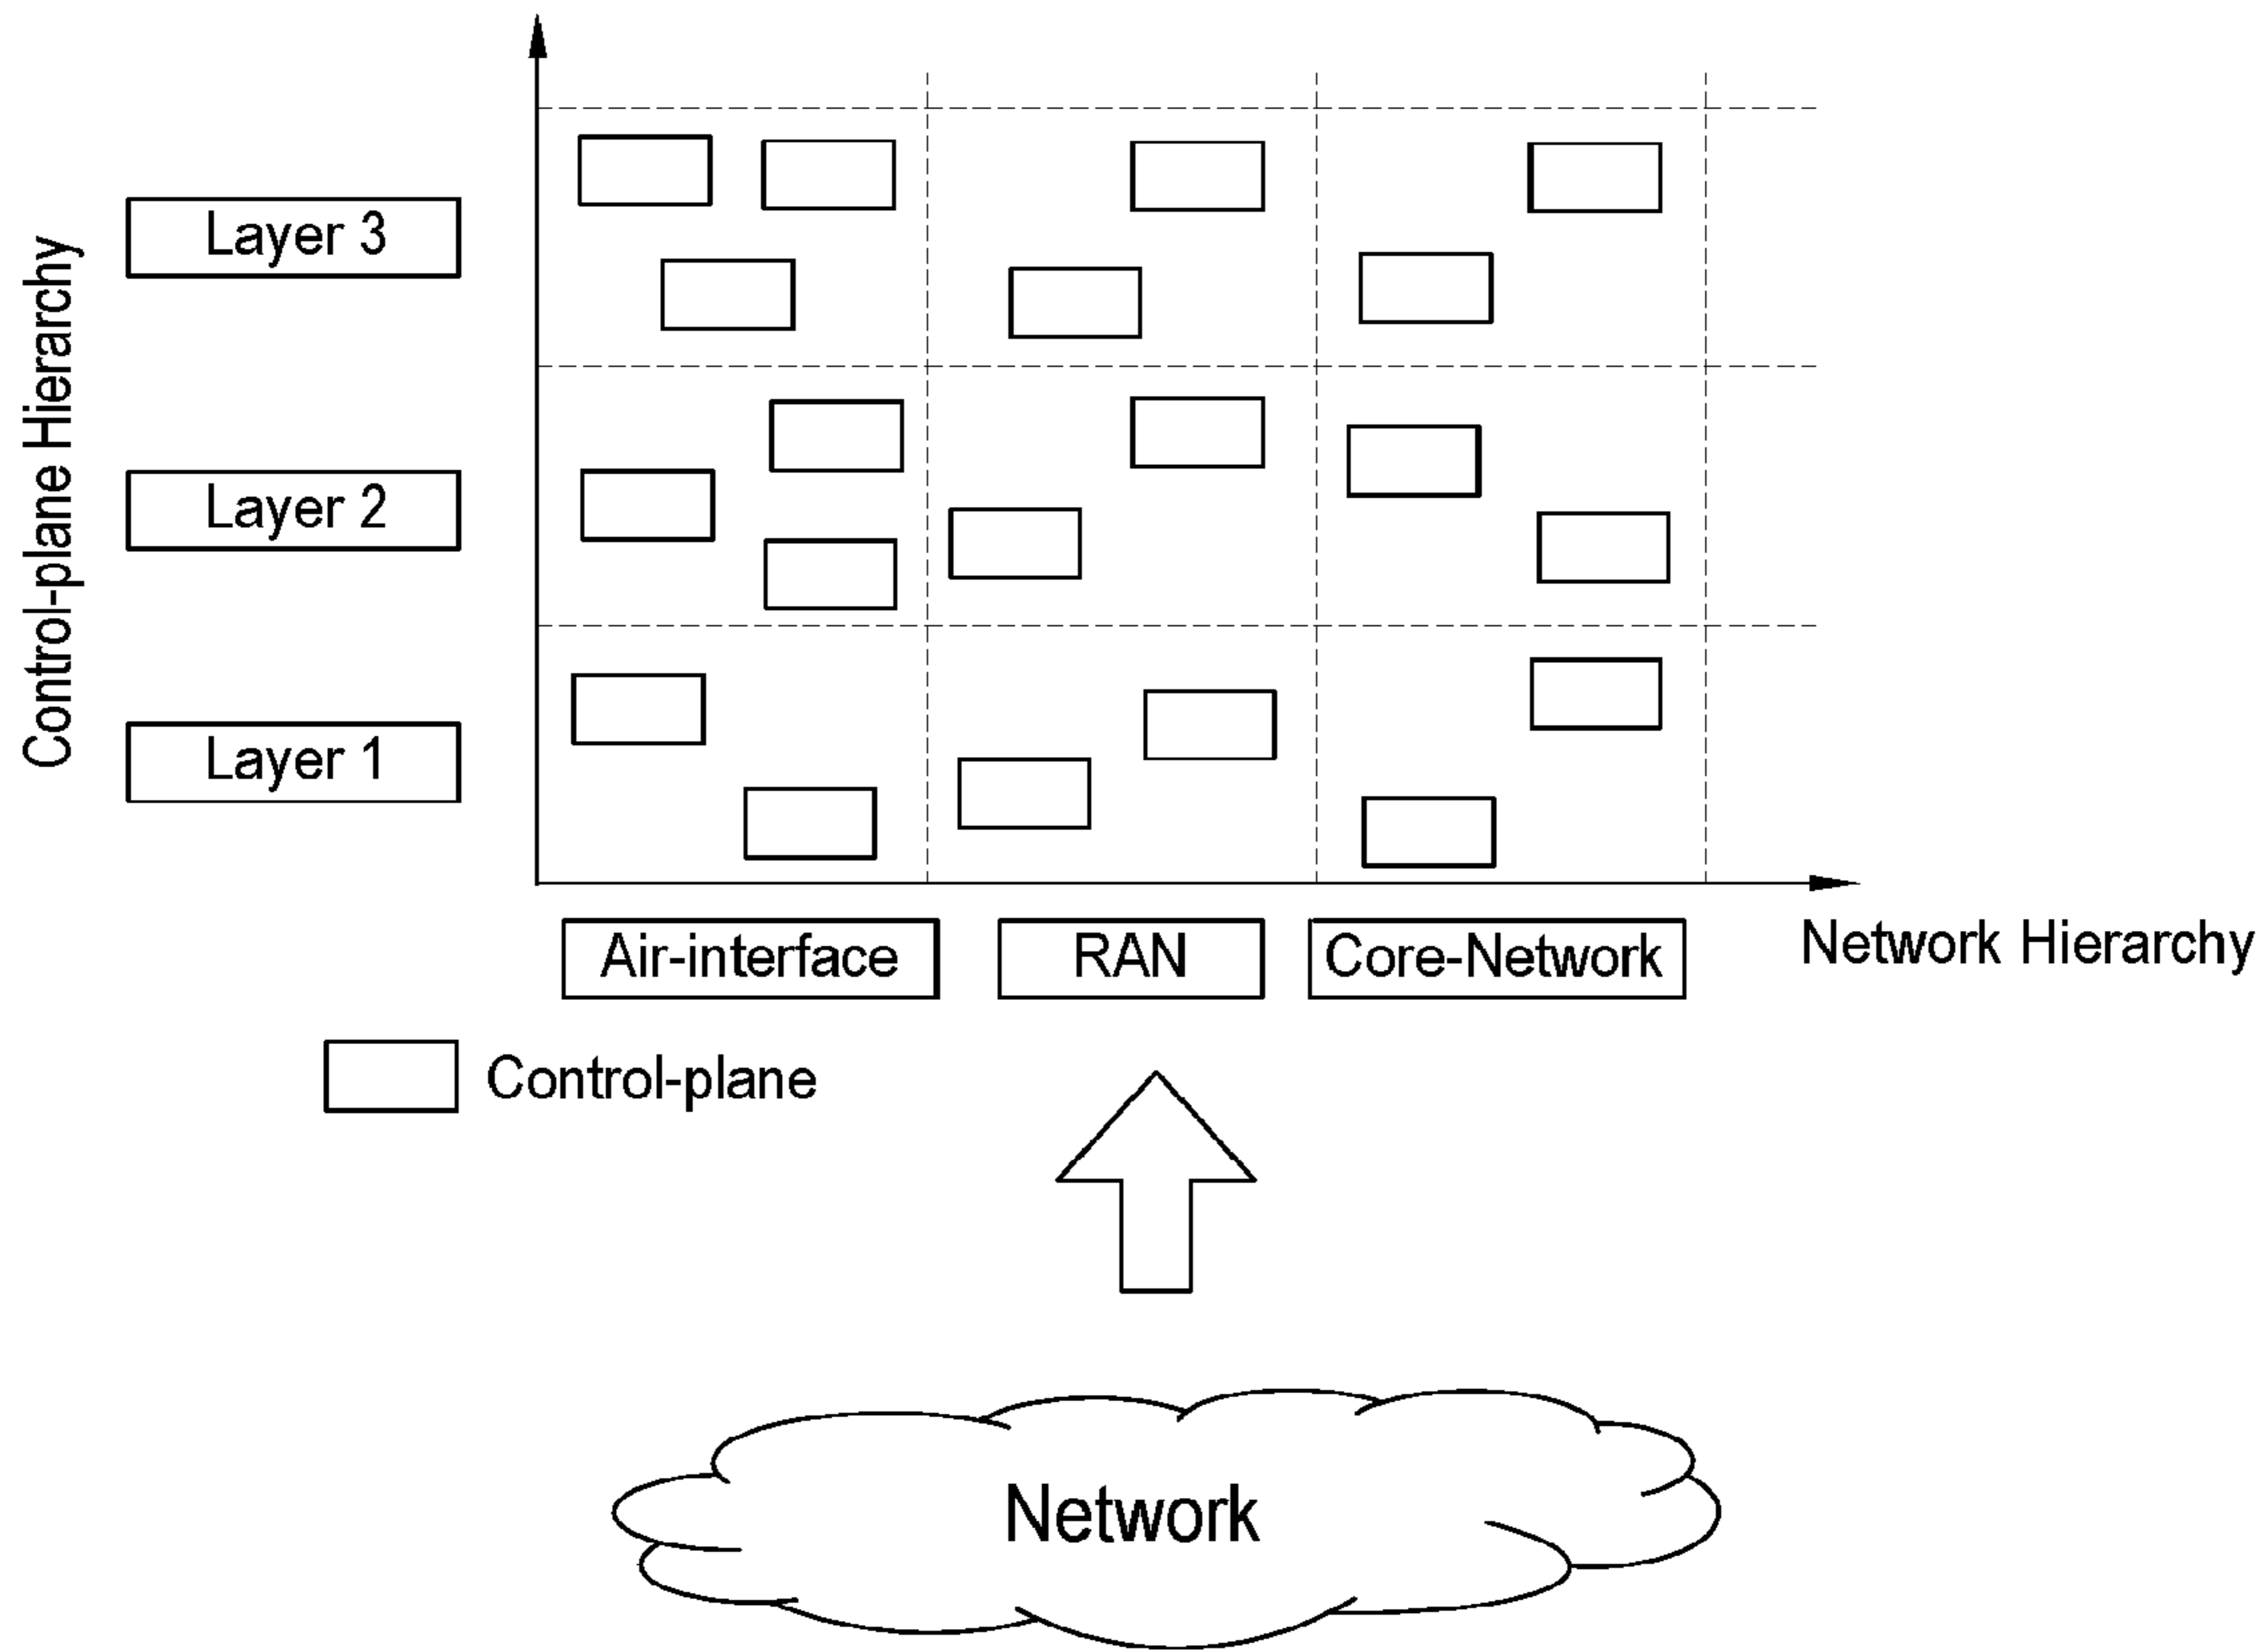 Control-plane Hierarchy
Layer 3
Layer 2
Layer 1
Air-interface
RAN
Core-Network
Network Hierarchy
Control-plane
Network